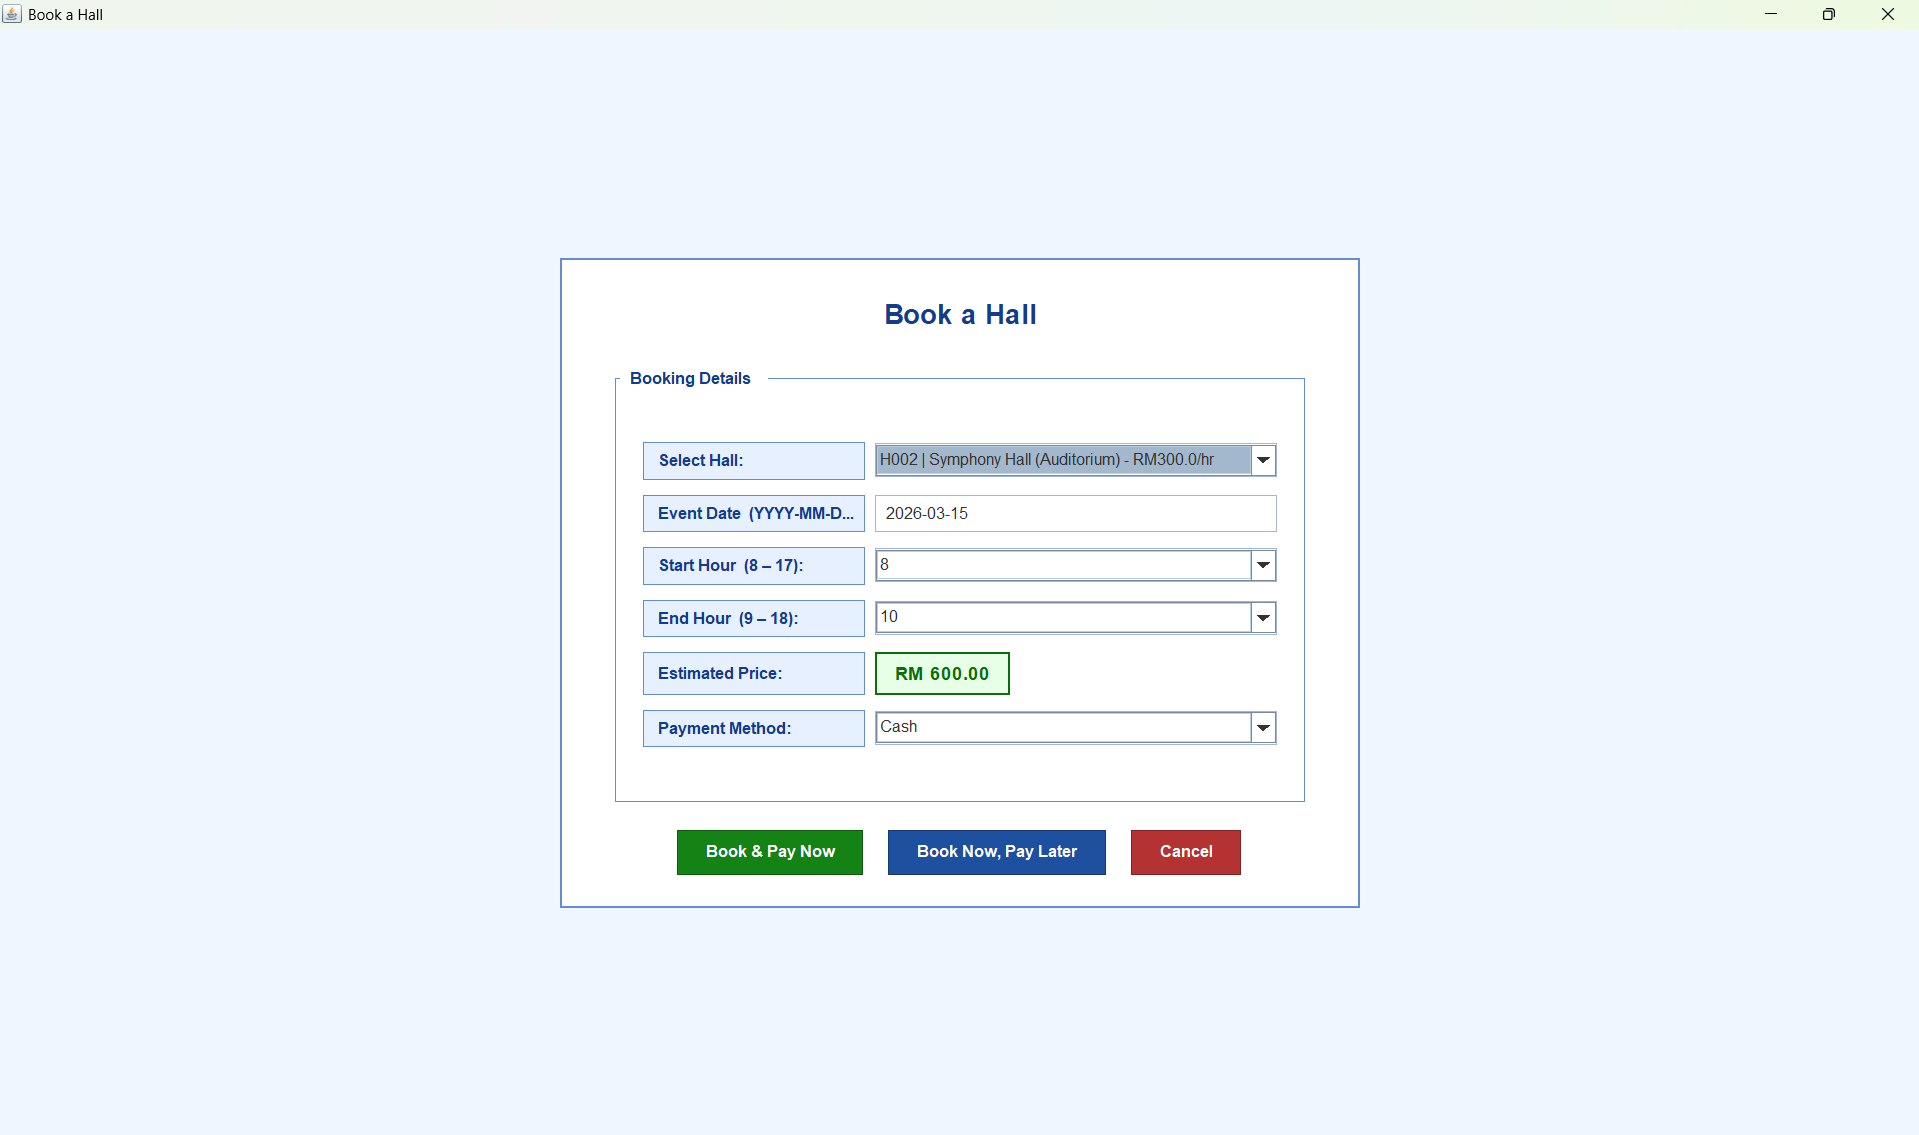 Book a Hall
Book a Hall
Booking Details
Select Hall: H002 | Symphony Hall (Auditorium) - RM300.0/hr
Event Date (YYYY-MM-D... 2026-03-15
Start Hour (8 – 17): 8
End Hour (9 – 18): 10
Estimated Price: RM 600.00
Payment Method: Cash
Book & Pay Now Book Now, Pay Later Cancel